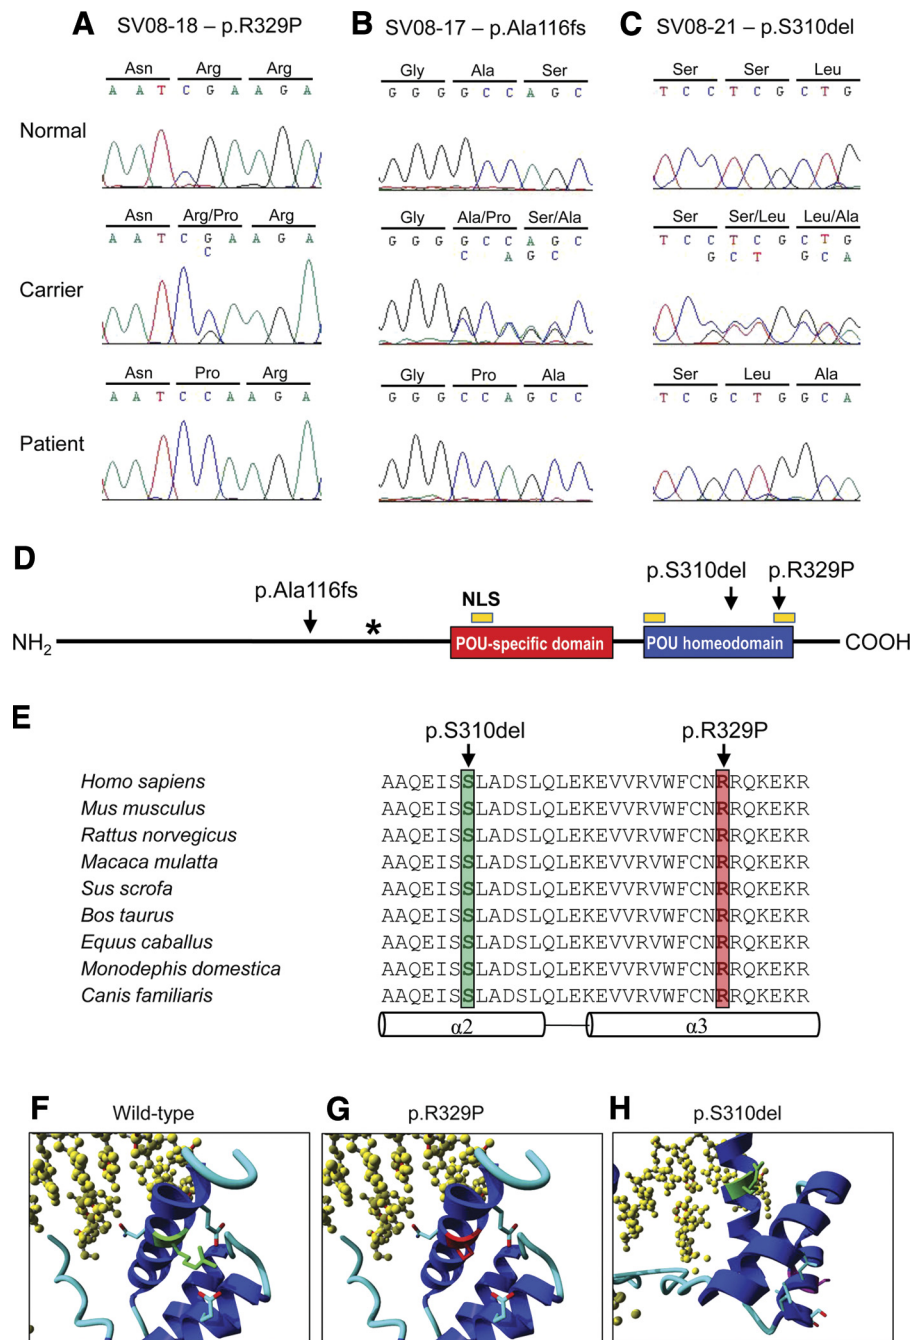 A SV08-18 – p.R329P B SV08-17 – p.Ala116fs C SV08-21 – p.S310del
Asn Arg Arg Gly Ala Ser Ser Ser Leu
A A T C G A A G A G G G G C C A G C T C C T C G C T G
Normal
Asn Arg/Pro Arg Gly Ala/Pro Ser/Ala Ser Ser/Leu Leu/Ala
A A T C G A A G A G G G G C C A G C T C C T C G C T G
C C A G C G C T G C A
Carrier
Asn Pro Arg Gly Pro Ala Ser Leu Ala
A A T C C A A G A G G G C C A G C C T C G C T G G C A
Patient
D
p.Ala116fs p.S310del p.R329P
NLS
*
NH2 POU-specific domain POU homeodomain COOH
E
p.S310del p.R329P
Homo sapiens AAQEISSLADSLQLEKEVVRVWFCNRRQKEKR
Mus musculus AAQEISSLADSLQLEKEVVRVWFCNRRQKEKR
Rattus norvegicus AAQEISSLADSLQLEKEVVRVWFCNRRQKEKR
Macaca mulatta AAQEISSLADSLQLEKEVVRVWFCNRRQKEKR
Sus scrofa AAQEISSLADSLQLEKEVVRVWFCNRRQKEKR
Bos taurus AAQEISSLADSLQLEKEVVRVWFCNRRQKEKR
Equus caballus AAQEISSLADSLQLEKEVVRVWFCNRRQKEKR
Monodephis domestica AAQEISSLADSLQLEKEVVRVWFCNRRQKEKR
Canis familiaris AAQEISSLADSLQLEKEVVRVWFCNRRQKEKR
α2 α3
F Wild-type G p.R329P H p.S310del